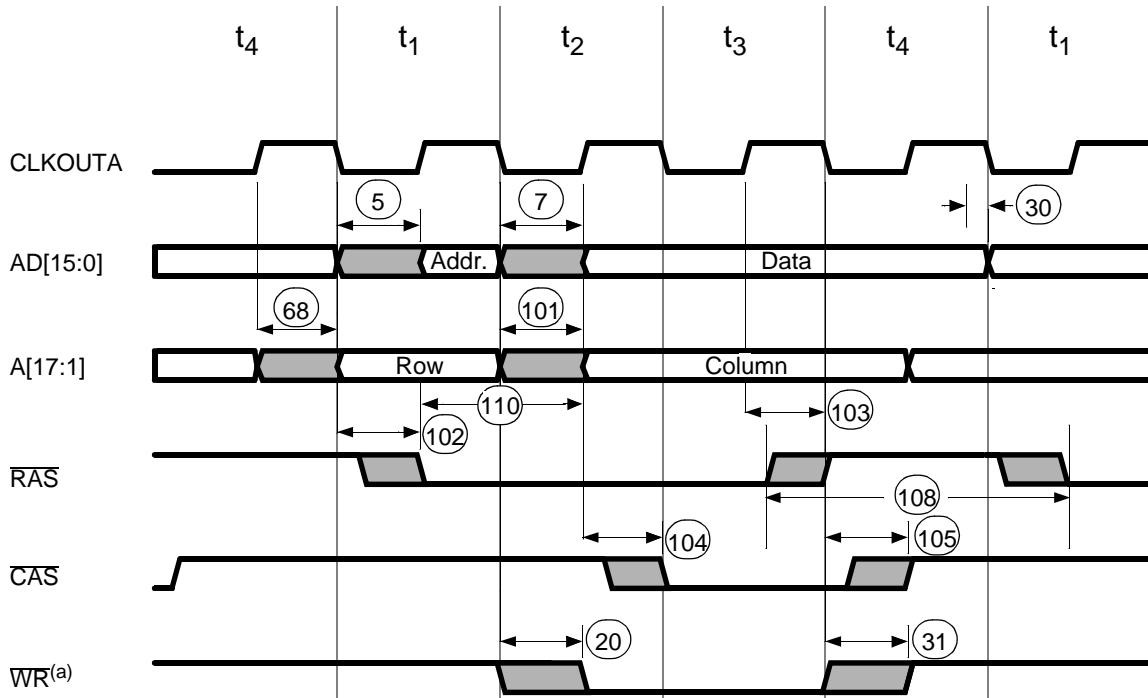 t4 t1 t2 t3 t4 t1
CLKOUTA
5 7 30
AD[15:0] Addr. Data
68 101
A[17:1] Row Column
110 103
102
RAS
108
104 105
CAS
20 31
WR(a)